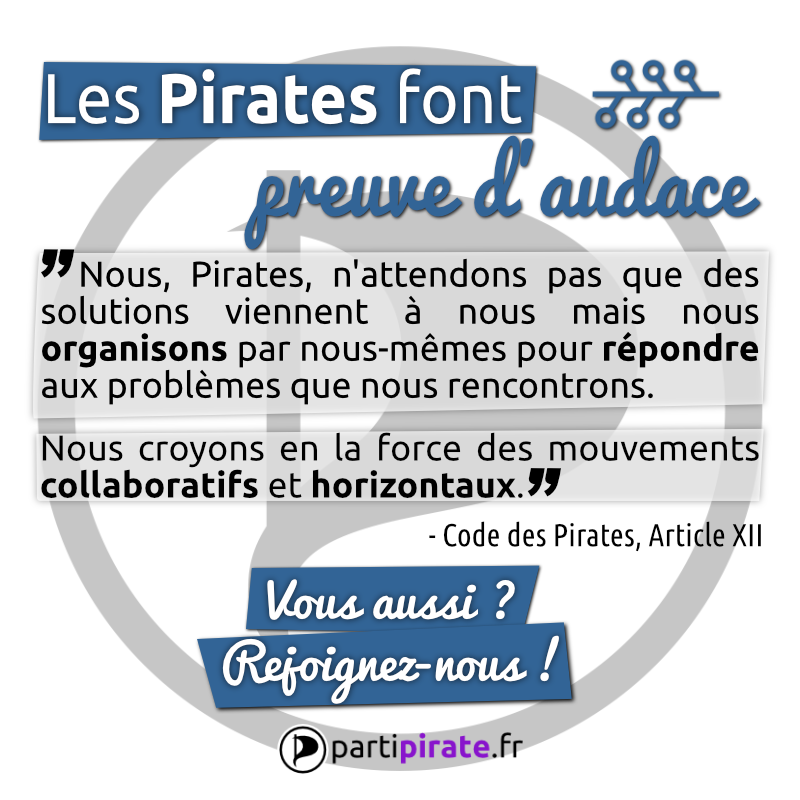 Les Pirates font
preuve d'audace
❞ Nous, Pirates, n'attendons pas que des
solutions viennent à nous mais nous
organisons par nous-mêmes pour répondre
aux problèmes que nous rencontrons.
Nous croyons en la force des mouvements
collaboratifs et horizontaux.❞
- Code des Pirates, Article XII
Vous aussi ?
Rejoignez-nous !
partipirate.fr